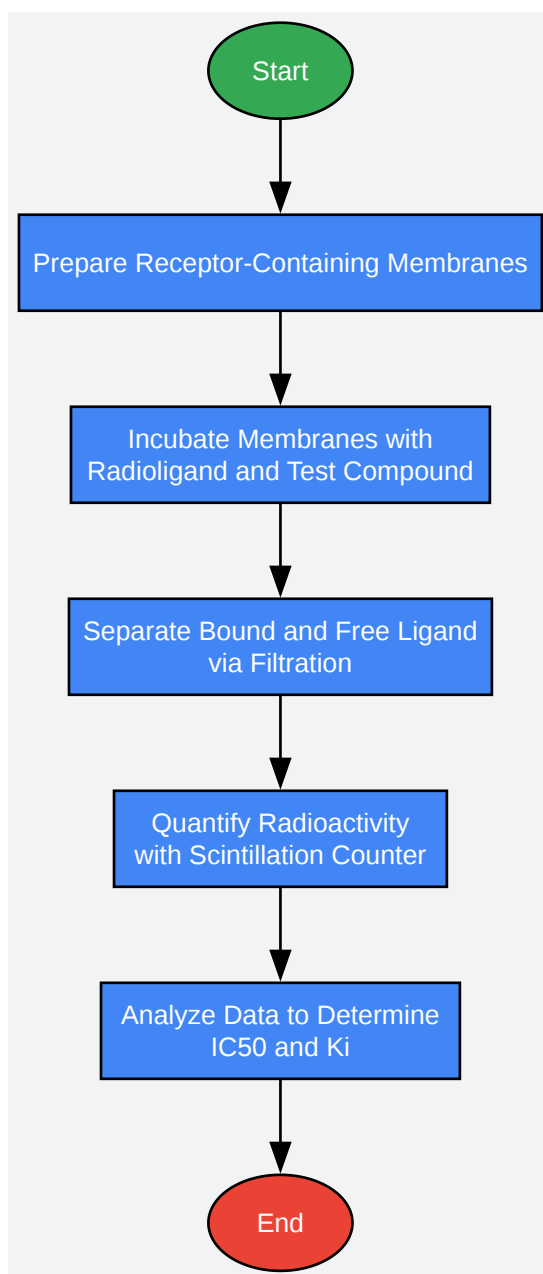 Start
Prepare Receptor-Containing Membranes
Incubate Membranes with
Radioligand and Test Compound
Separate Bound and Free Ligand
via Filtration
Quantify Radioactivity
with Scintillation Counter
Analyze Data to Determine
IC50 and Ki
End